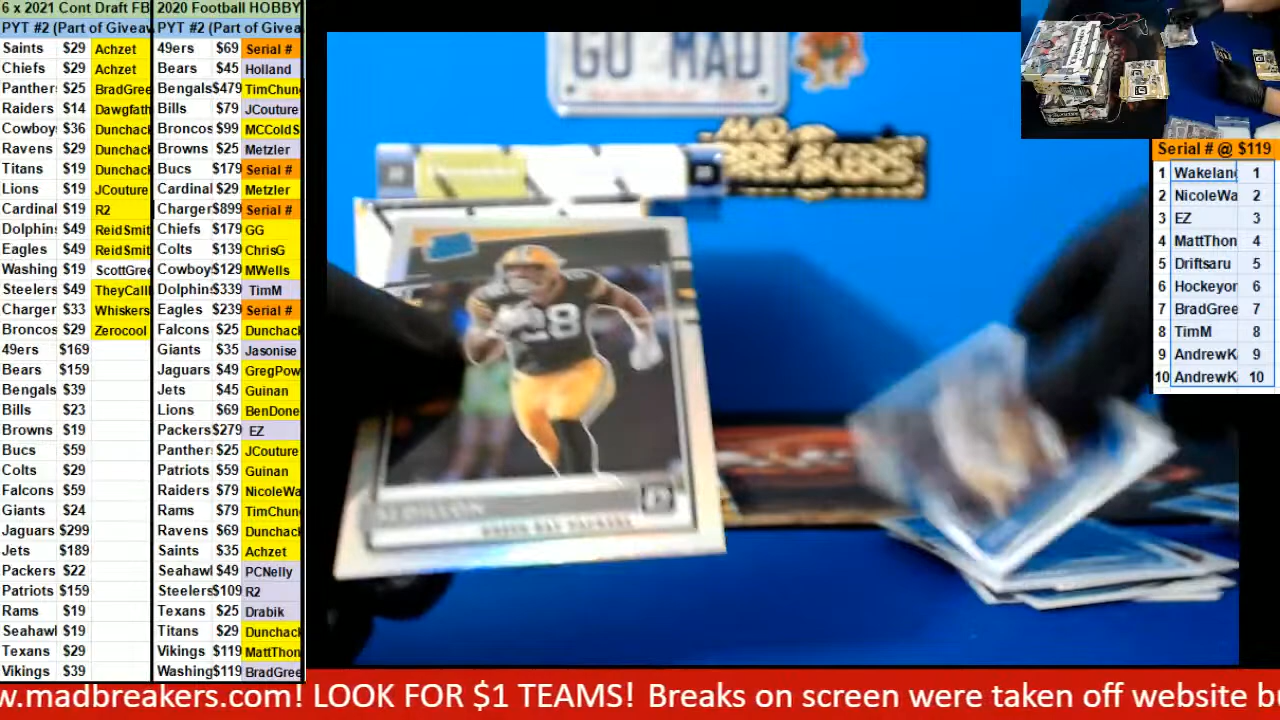 6 x 2021 Cont Draft FB
PYT #2 (Part of Giveav
Saints $29 Achzet
Chiefs $29 Achzet
Panther $25 BradGree
Raiders $14 Dawgfath
Cowboy $36 Dunchack
Ravens $29 Dunchack
Titans $19 Dunchack
Lions $19 JCouture
Cardinal $19 R2
Dolphin $49 ReidSmit
Eagles $49 ReidSmit
Washing $19 ScottGree
Steelers $49 TheyCallI
Charger $33 Whiskers
Broncos $29 Zerocool
49ers $169
Bears $159
Bengals $39
Bills $23
Browns $19
Bucs $59
Colts $29
Falcons $59
Giants $24
Jaguars $299
Jets $189
Packers $22
Patriots $159
Rams $19
Seahawl $19
Texans $29
Vikings $39
2020 Football HOBBY
PYT #2 (Part of Givea
49ers $69 Serial #
Bears $45 Holland
Bengals $479 TimChun
Bills $79 JCouture
Broncos $99 MCColdS
Browns $25 Metzler
Bucs $179 Serial #
Cardinal $29 Metzler
Charger $899 Serial #
Chiefs $179 GG
Colts $139 ChrisG
Cowboy $129 MWells
Dolphin $339 TimM
Eagles $239 Serial #
Falcons $25 Dunchack
Giants $35 Jasonise
Jaguars $49 GregPow
Jets $45 Guinan
Lions $69 BenDone
Packers $279 EZ
Panther $25 JCouture
Patriots $59 Guinan
Raiders $79 NicoleWa
Rams $79 TimChun
Ravens $69 Dunchack
Saints $35 Achzet
Seahawl $49 PCNelly
Steelers $109 R2
Texans $25 Drabik
Titans $29 Dunchack
Vikings $119 MattThon
Washing $119 BradGree
GO MAD
MAD
BREAKERS
28
AJ DILLON
GREEN BAY PACKERS
Serial # @ $119
1 Wakelan 1
2 NicoleWa 2
3 EZ 3
4 MattThon 4
5 Driftsaru 5
6 Hockeyor 6
7 BradGree 7
8 TimM 8
9 AndrewK 9
10 AndrewK 10
w.madbreakers.com! LOOK FOR $1 TEAMS! Breaks on screen were taken off website bu